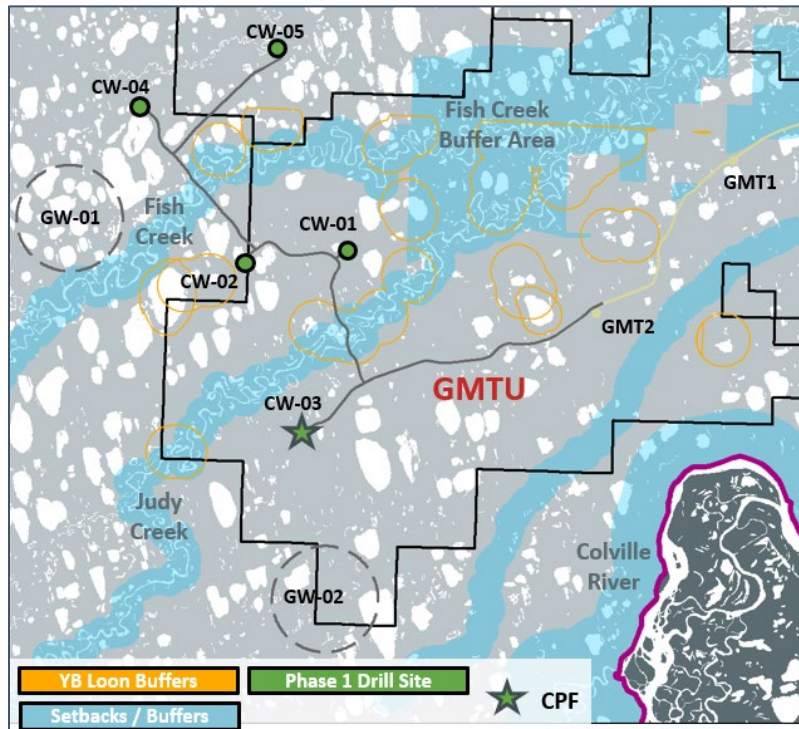 CW-05
CW-04
Fish Creek
Buffer Area
GMT1
GW-01
Fish
Creek
CW-01
CW-02
GMT2
GMTU
CW-03
Judy
Creek
Colville
River
GW-02
YB Loon Buffers
Phase 1 Drill Site
CPF
Setbacks / Buffers